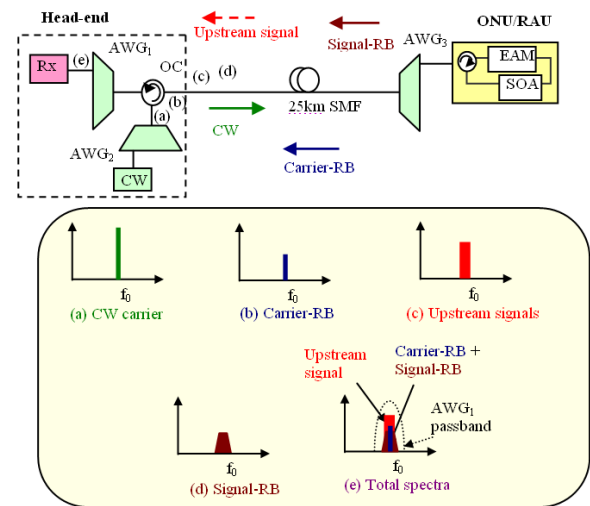 Head-end
ONU/RAU
Upstream signal
Signal-RB
AWG1
AWG3
Rx
(e)
OC
(c)
(d)
EAM
SOA
(b)
(a)
25km SMF
CW
AWG2
CW
Carrier-RB
f0
f0
f0
(a) CW carrier
(b) Carrier-RB
(c) Upstream signals
Upstream signal
Carrier-RB + Signal-RB
AWG1 passband
f0
f0
(d) Signal-RB
(e) Total spectra